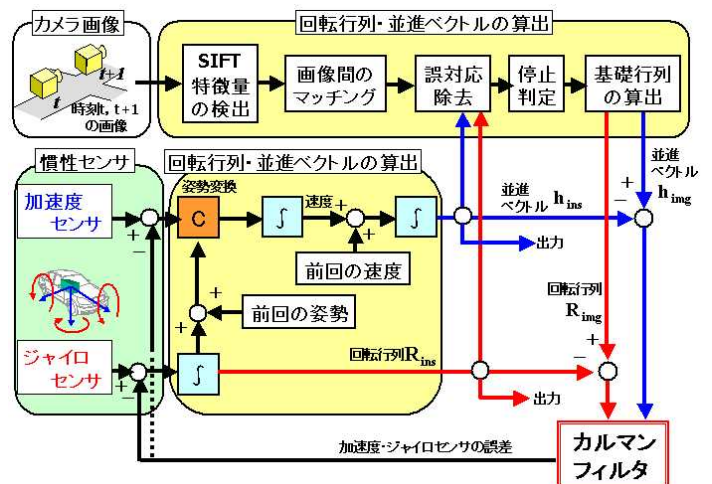 カメラ画像
t+1
t
時刻t, t+1
の画像
回転行列・並進ベクトルの算出
SIFT
特徴量
の検出
画像間の
マッチング
誤対応
除去
停止
判定
基礎行列
の算出
慣性センサ
加速度
センサ
ジャイロ
センサ
+
−
+
−
回転行列・並進ベクトルの算出
姿勢変換
C
∫
速度
+
+
∫
前回の速度
+
+
前回の姿勢
∫
並進
ベクトル h_ins
出力
並進
ベクトル
h_img
+
−
回転行列
R_img
+
−
回転行列R_ins
出力
加速度・ジャイロセンサの誤差
カルマン
フィルタ